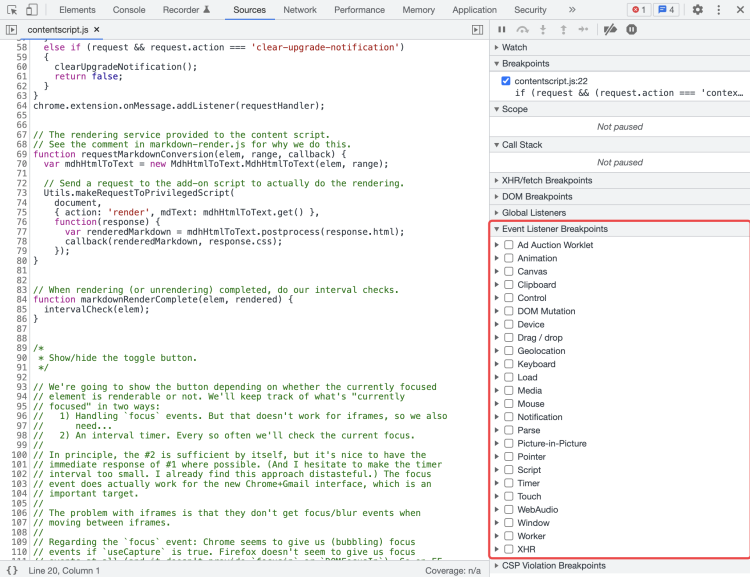 Elements Console Recorder Sources Network Performance Memory Application Security » 1 4
contentscript.js ×
58 else if (request && request.action === 'clear-upgrade-notification')
59 {
60 clearUpgradeNotification();
61 return false;
62 }
63 }
64 chrome.extension.onMessage.addListener(requestHandler);
65
66
67 // The rendering service provided to the content script.
68 // See the comment in markdown-render.js for why we do this.
69 function requestMarkdownConversion(elem, range, callback) {
70 var mdhHtmlToText = new MdhHtmlToText.MdhHtmlToText(elem, range);
71
72 // Send a request to the add-on script to actually do the rendering.
73 Utils.makeRequestToPrivilegedScript(
74 document,
75 { action: 'render', mdText: mdhHtmlToText.get() },
76 function(response) {
77 var renderedMarkdown = mdhHtmlToText.postprocess(response.html);
78 callback(renderedMarkdown, response.css);
79 });
80 }
81
82
83 // When rendering (or unrendering) completed, do our interval checks.
84 function markdownRenderComplete(elem, rendered) {
85 intervalCheck(elem);
86 }
87
88
89 /*
90 * Show/hide the toggle button.
91 */
92
93 // We're going to show the button depending on whether the currently focused
94 // element is renderable or not. We'll keep track of what's "currently
95 // focused" in two ways:
96 // 1) Handling `focus` events. But that doesn't work for iframes, so we also
97 // need...
98 // 2) An interval timer. Every so often we'll check the current focus.
99 //
100 // In principle, the #2 is sufficient by itself, but it's nice to have the
101 // immediate response of #1 where possible. (And I hesitate to make the timer
102 // interval too small. I already find this approach distasteful.) The focus
103 // event does actually work for the new Chrome+Gmail interface, which is an
104 // important target.
105 //
106 // The problem with iframes is that they don't get focus/blur events when
107 // moving between iframes.
108 //
109 // Regarding the `focus` event: Chrome seems to give us (bubbling) focus
110 // events if `useCapture` is true. Firefox doesn't seem to give us focus
{} Line 20, Column 1 Coverage: n/a
Watch
Breakpoints
contentscript.js:22
if (request && (request.action === 'contex…
Scope
Not paused
Call Stack
Not paused
XHR/fetch Breakpoints
DOM Breakpoints
Global Listeners
Event Listener Breakpoints
Ad Auction Worklet
Animation
Canvas
Clipboard
Control
DOM Mutation
Device
Drag / drop
Geolocation
Keyboard
Load
Media
Mouse
Notification
Parse
Picture-in-Picture
Pointer
Script
Timer
Touch
WebAudio
Window
Worker
XHR
CSP Violation Breakpoints